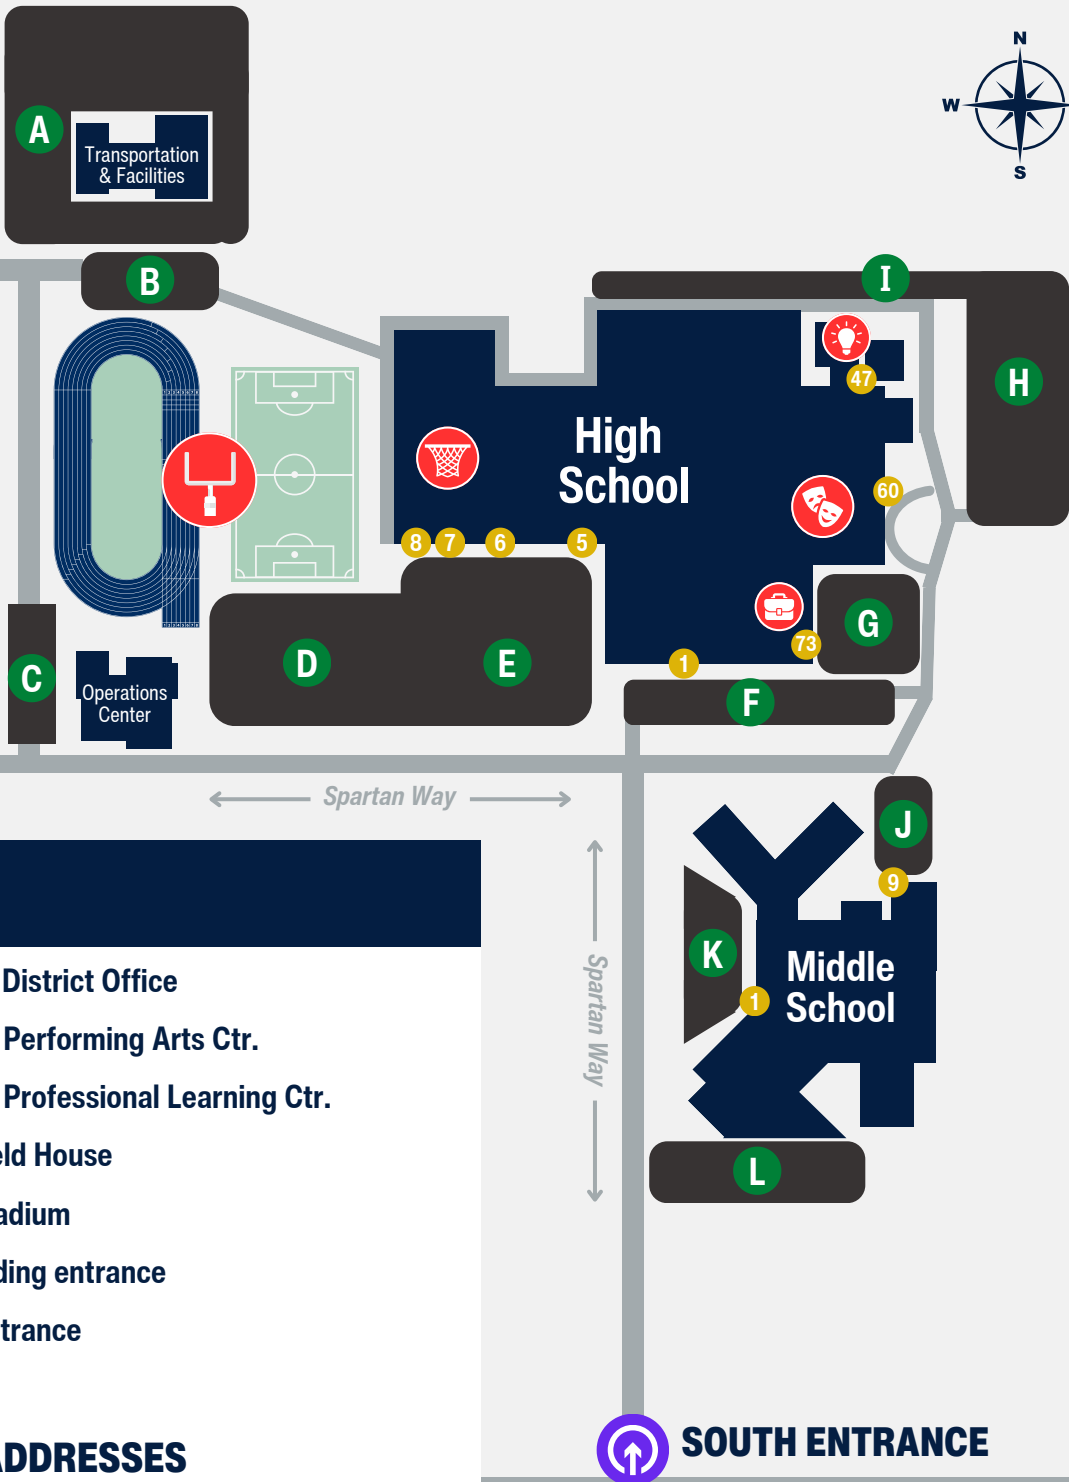 N
W
S
A
Transportation
& Facilities
B
I
H
47
High
School
60
8
7
6
5
G
73
1
D
E
C
Operations
Center
F
Spartan Way
J
9
Spartan Way
K
Middle
School
1
L
District Office
Performing Arts Ctr.
Professional Learning Ctr.
eld House
adium
ding entrance
trance
ADDRESSES
SOUTH ENTRANCE